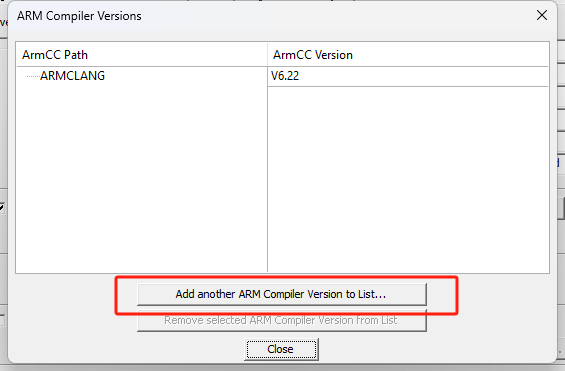 ARM Compiler Versions
ArmCC Path ArmCC Version
ARMCLANG V6.22
Add another ARM Compiler Version to List...
Remove selected ARM Compiler Version from List
Close